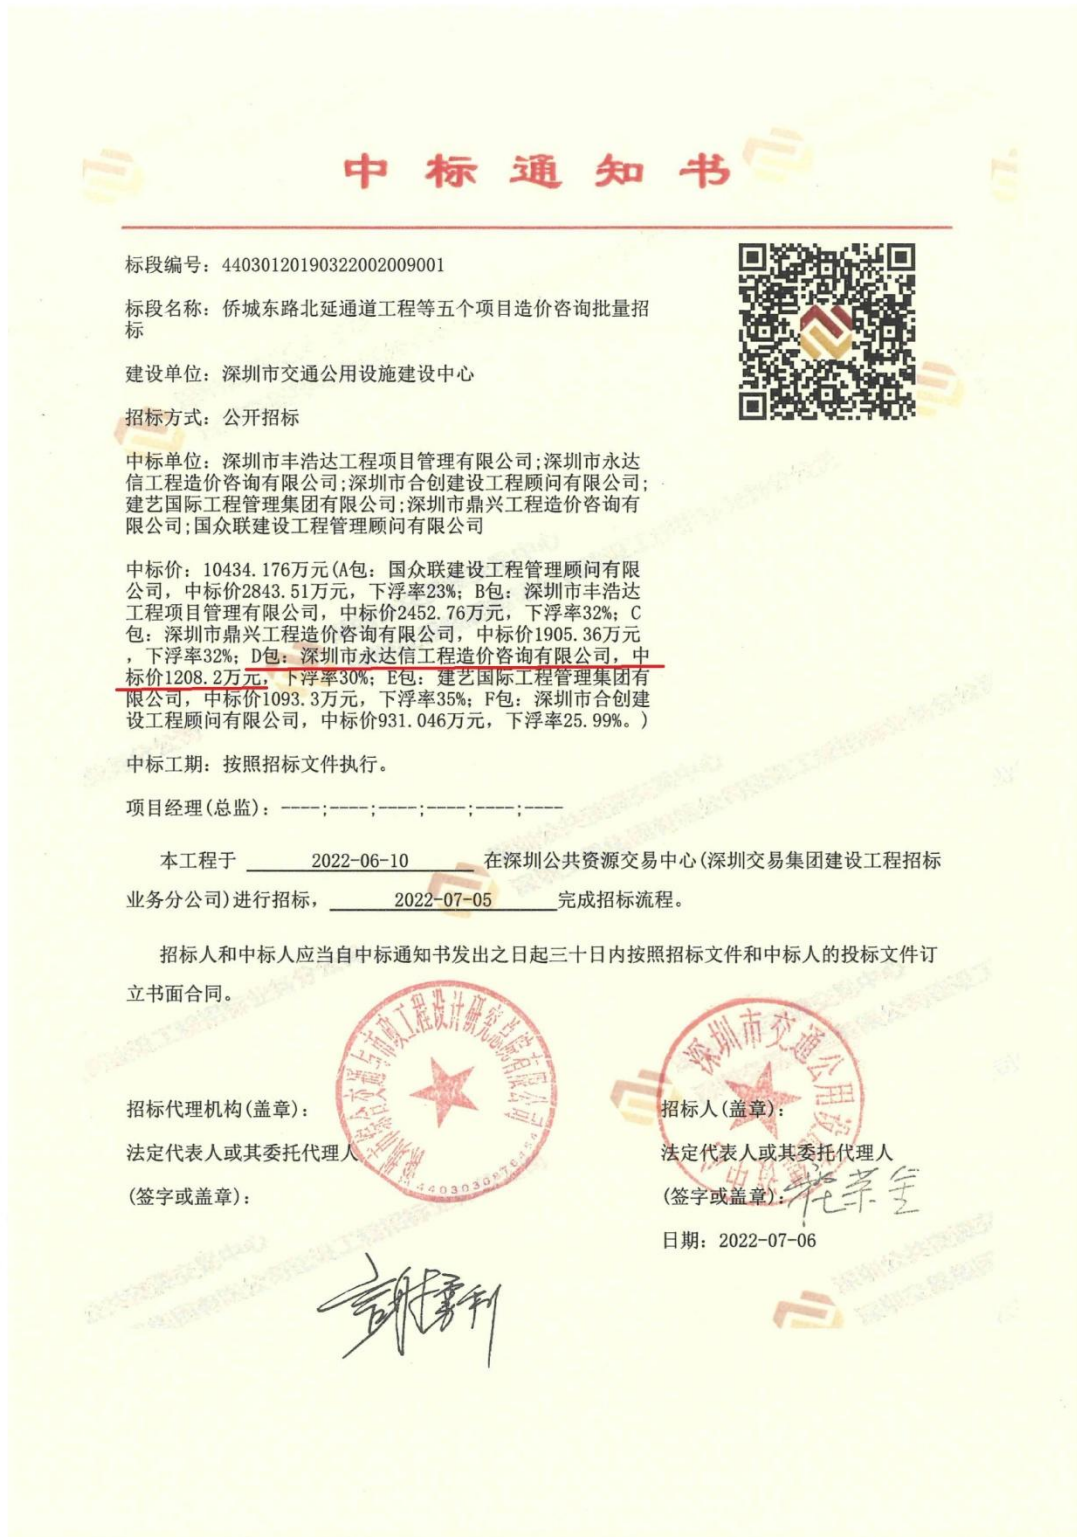 中标通知书
标段编号：44030120190322002009001
标段名称：侨城东路北延通道工程等五个项目造价咨询批量招
标
建设单位：深圳市交通公用设施建设中心
招标方式：公开招标
中标单位：深圳市丰浩达工程项目管理有限公司;深圳市永达
信工程造价咨询有限公司;深圳市合创建设工程顾问有限公司;
建艺国际工程管理集团有限公司;深圳市鼎兴工程造价咨询有
限公司;国众联建设工程管理顾问有限公司
中标价：10434.176万元(A包：国众联建设工程管理顾问有限
公司，中标价2843.51万元，下浮率23%；B包：深圳市丰浩达
工程项目管理有限公司，中标价2452.76万元，下浮率32%；C
包：深圳市鼎兴工程造价咨询有限公司，中标价1905.36万元
，下浮率32%；D包：深圳市永达信工程造价咨询有限公司，中
标价1208.2万元，下浮率30%；E包：建艺国际工程管理集团有
限公司，中标价1093.3万元，下浮率35%；F包：深圳市合创建
设工程顾问有限公司，中标价931.046万元，下浮率25.99%。)
中标工期：按照招标文件执行。
项目经理(总监)：----;----;----;----;----;----
本工程于 2022-06-10 在深圳公共资源交易中心(深圳交易集团建设工程招标
业务分公司)进行招标，2022-07-05 完成招标流程。
招标人和中标人应当自中标通知书发出之日起三十日内按照招标文件和中标人的投标文件订
立书面合同。
招标代理机构(盖章)：
法定代表人或其委托代理人
(签字或盖章)：
招标人(盖章)：
法定代表人或其委托代理人
(签字或盖章)：
日期：2022-07-06
深圳市交通公用设施建设中心